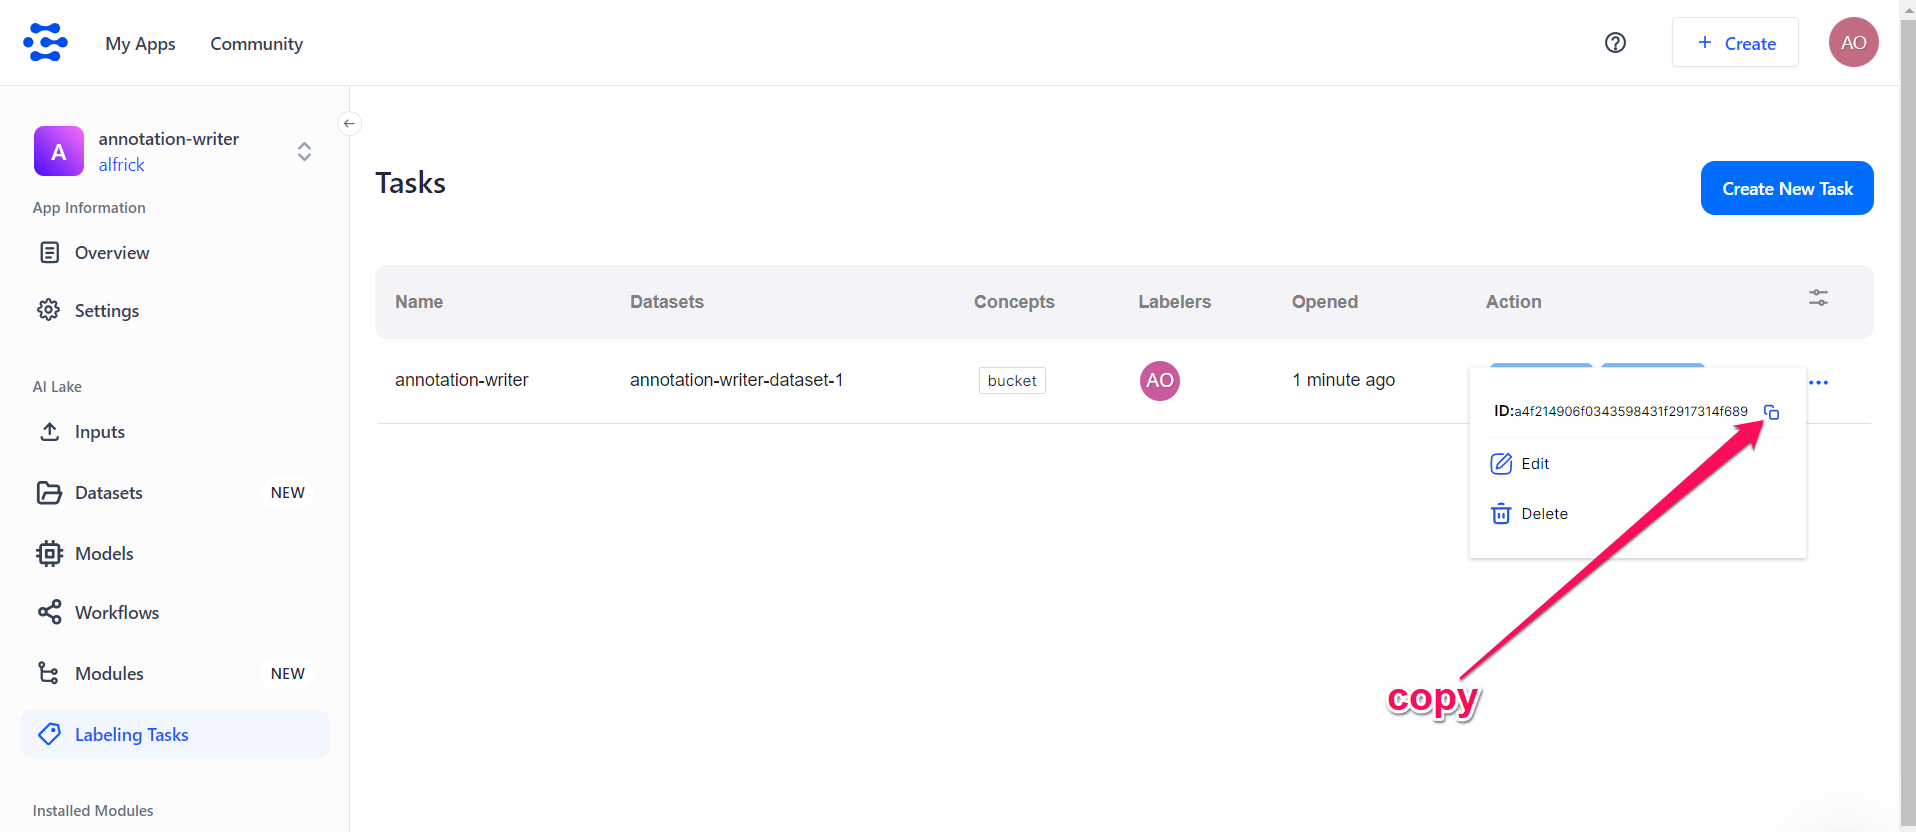 My Apps
Community
+ Create
AO
A
annotation-writer
alfrick
App Information
Overview
Settings
AI Lake
Inputs
Datasets NEW
Models
Workflows
Modules NEW
Labeling Tasks
Installed Modules
Tasks
Create New Task
Name Datasets Concepts Labelers Opened Action
annotation-writer annotation-writer-dataset-1 bucket AO 1 minute ago
ID:a4f214906f0343598431f2917314f689
Edit
Delete
copy